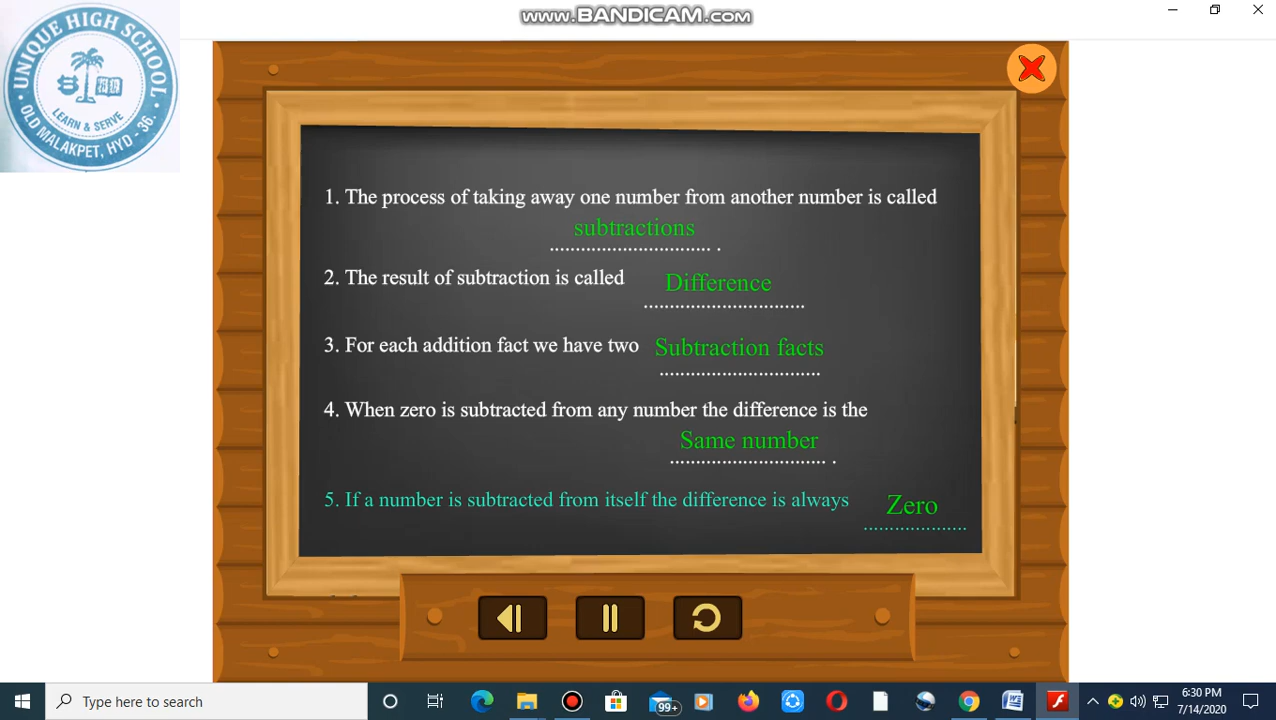 www.BANDICAM.com
UNIQUE HIGH SCHOOL
LEARN & SERVE
OLD MALAKPET, HYD - 36.
1. The process of taking away one number from another number is called
subtractions
............................... .
2. The result of subtraction is called Difference
...............................
3. For each addition fact we have two Subtraction facts
...............................
4. When zero is subtracted from any number the difference is the
Same number
.............................. .
5. If a number is subtracted from itself the difference is always Zero
....................
Type here to search
99+
6:30 PM
7/14/2020